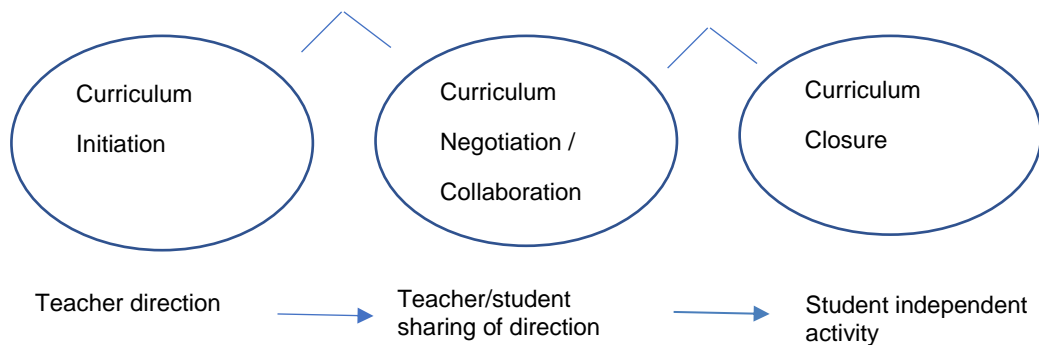 Curriculum
Initiation
Curriculum
Negotiation /
Collaboration
Curriculum
Closure
Teacher direction
Teacher/student
sharing of direction
Student independent
activity